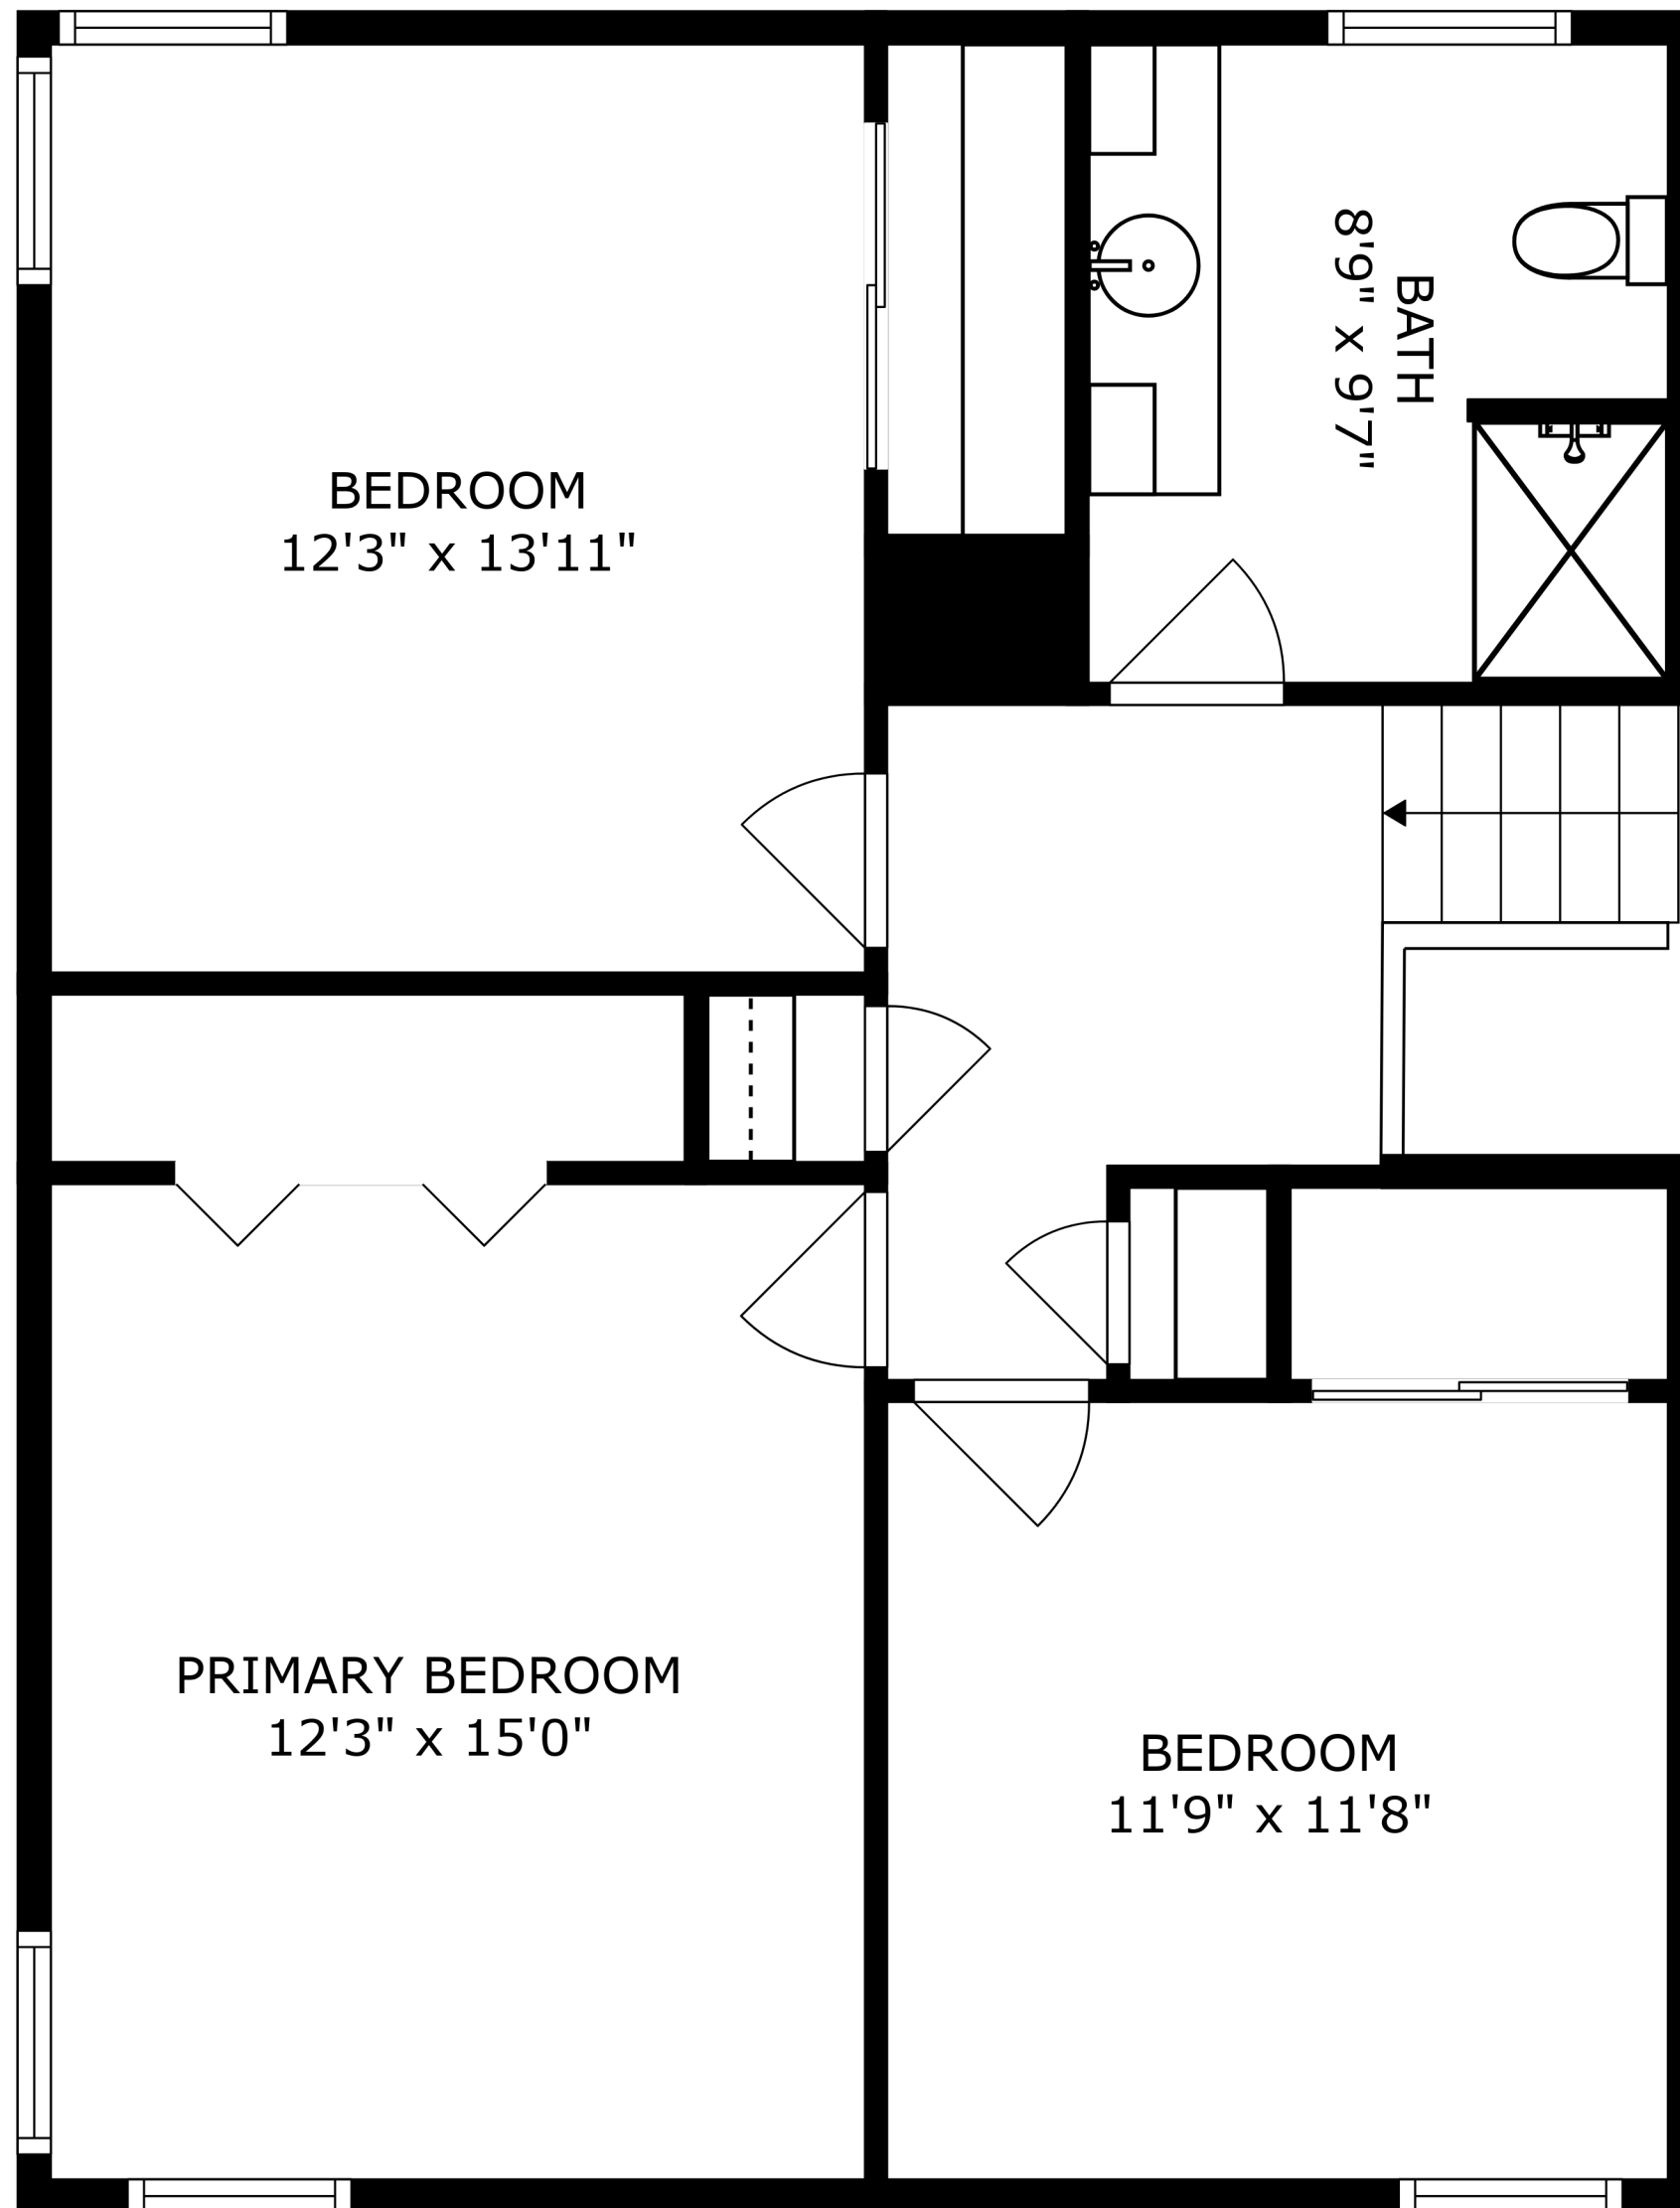 BATH
8'9" x 9'7"
BEDROOM
12'3" x 13'11"
PRIMARY BEDROOM
12'3" x 15'0"
BEDROOM
11'9" x 11'8"